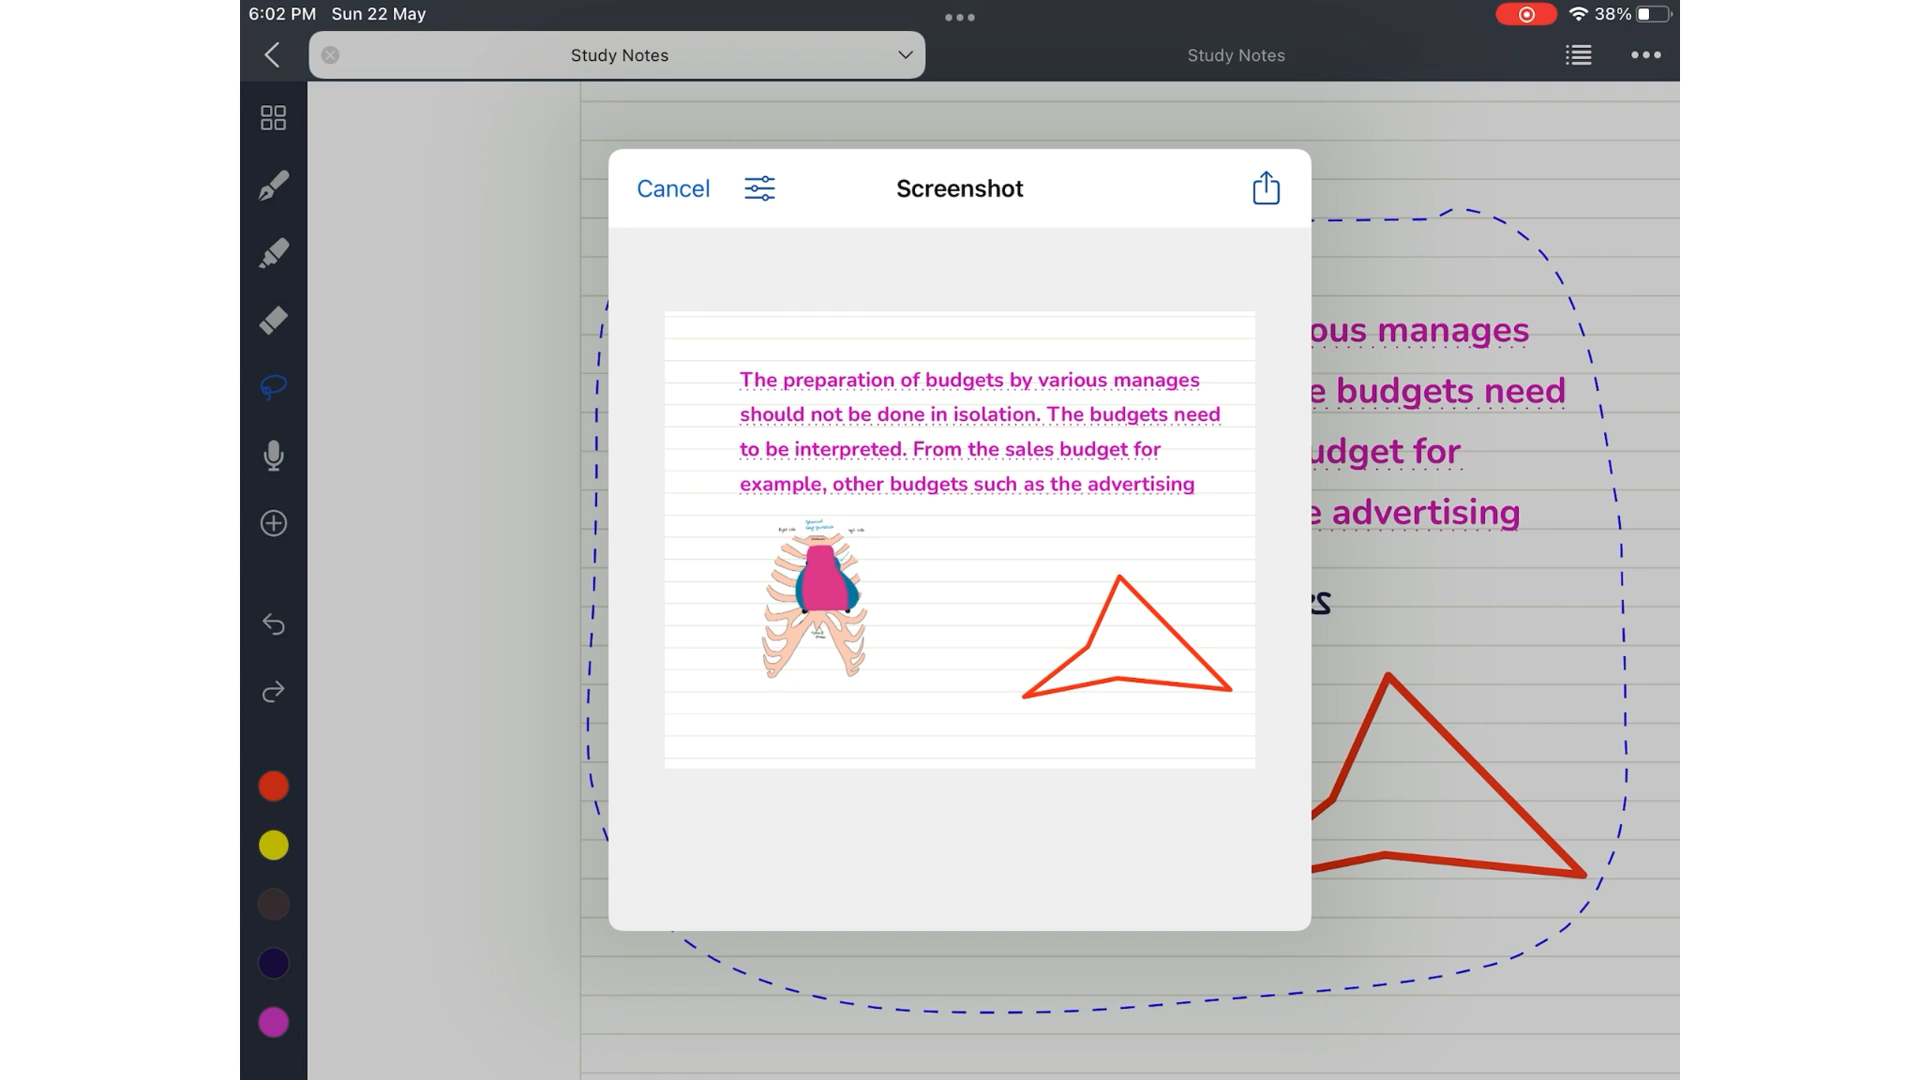 6:02 PM Sun 22 May
38%
Study Notes
Study Notes
Cancel
Screenshot
The preparation of budgets by various manages
should not be done in isolation. The budgets need
to be interpreted. From the sales budget for
example, other budgets such as the advertising
ous manages
e budgets need
udget for
e advertising